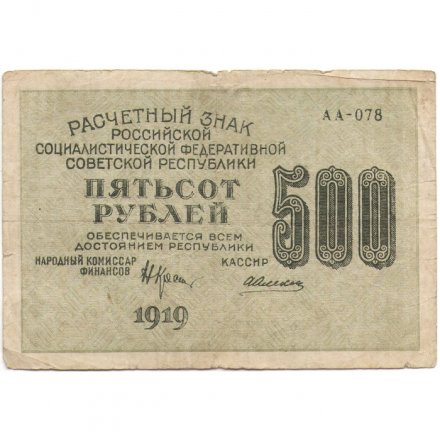 АА-078
РАСЧЕТНЫЙ ЗНАК
РОССИЙСКОЙ
СОЦИАЛИСТИЧЕСКОЙ ФЕДЕРАТИВНОЙ
СОВЕТСКОЙ РЕСПУБЛИКИ
ПЯТЬСОТ
РУБЛЕЙ
500
ОБЕСПЕЧИВАЕТСЯ ВСЕМ
ДОСТОЯНИЕМ РЕСПУБЛИКИ
НАРОДНЫЙ КОМИССАР
ФИНАНСОВ
КАССИР
1919